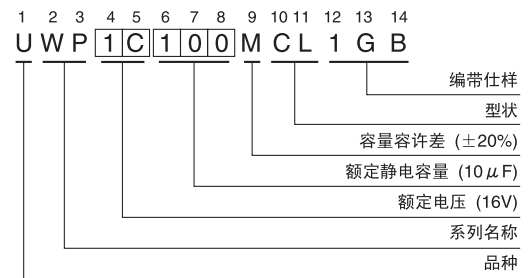 1 2 3 4 5 6 7 8 9 10 11 12 13 14
U W P 1 C 1 0 0 M C L 1 G B
编带仕样
型状
容量容许差 (±20%)
额定静电容量 (10μF)
额定电压 (16V)
系列名称
品种